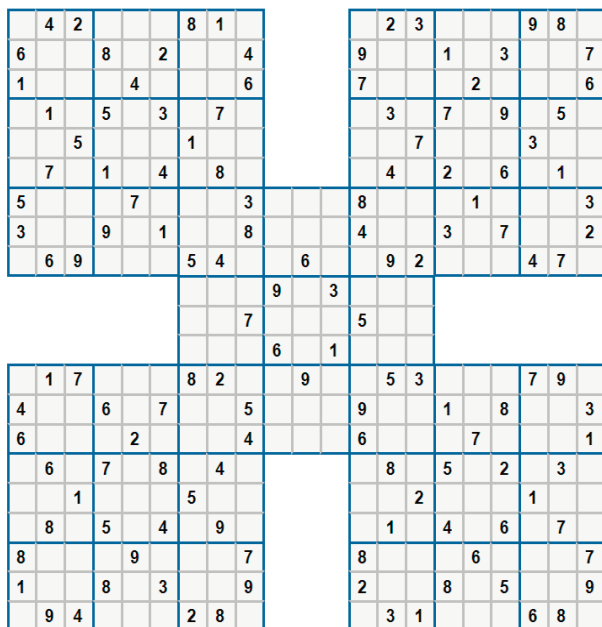 4 2 8 1 2 3 9 8
6 8 2 4 9 1 3 7
1 4 6 7 2 6
1 5 3 7 3 7 9 5
5 1 7 3
7 1 4 8 4 2 6 1
5 7 3 8 1 3
3 9 1 8 4 3 7 2
6 9 5 4 6 9 2 4 7
9 3
7 5
6 1
1 7 8 2 9 5 3 7 9
4 6 7 5 9 1 8 3
6 2 4 6 7 1
6 7 8 4 8 5 2 3
1 5 2 1
8 5 4 9 1 4 6 7
8 9 7 8 6 7
1 8 3 9 2 8 5 9
9 4 2 8 3 1 6 8